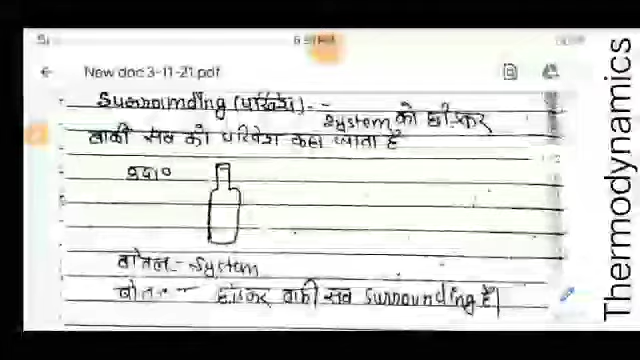 New doc 3-11-21.pdf
Surrounding (परिवेश) :-
System को छोड़कर
बाकी सब को परिवेश कहा जाता है
उदा०
बोतल - System
छोड़कर बाकी सब surrounding है।
Thermodynamics